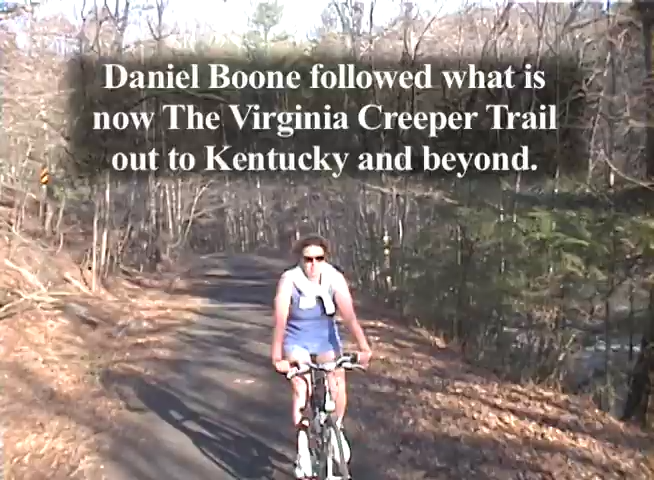 Daniel Boone followed what is
now The Virginia Creeper Trail
out to Kentucky and beyond.